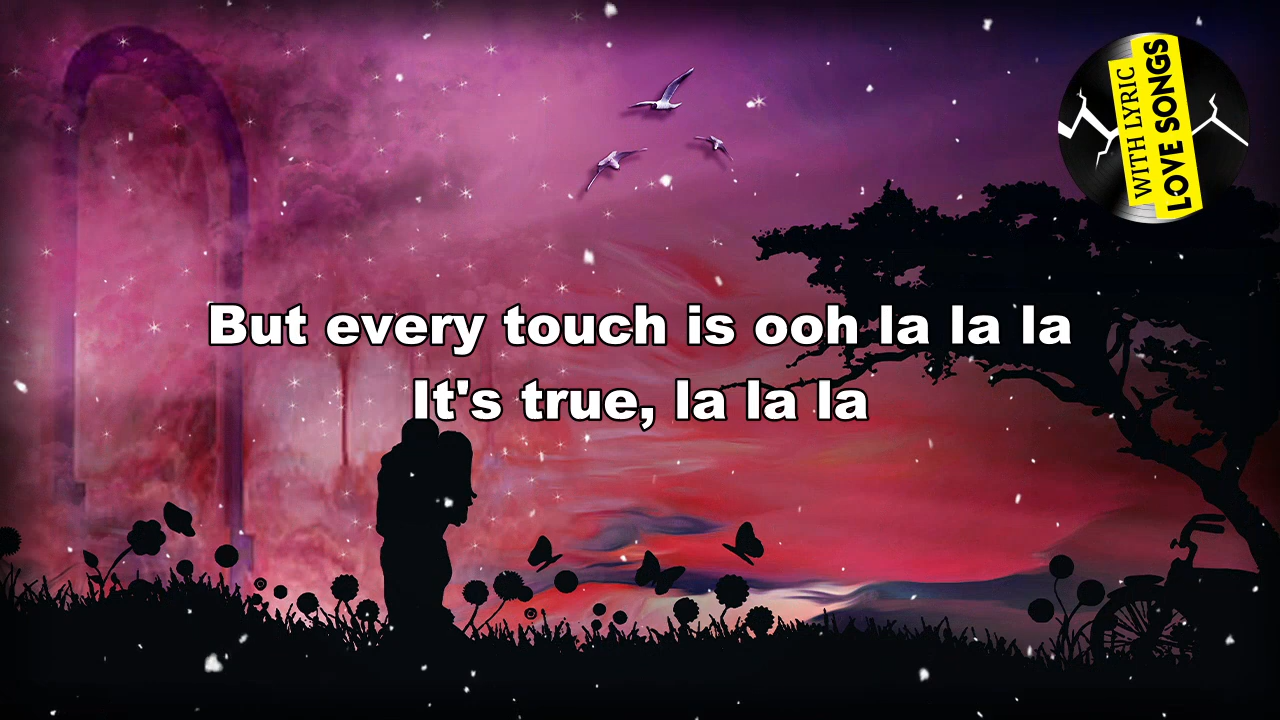 WITH LYRIC
LOVE SONGS
But every touch is ooh la la la
It's true, la la la